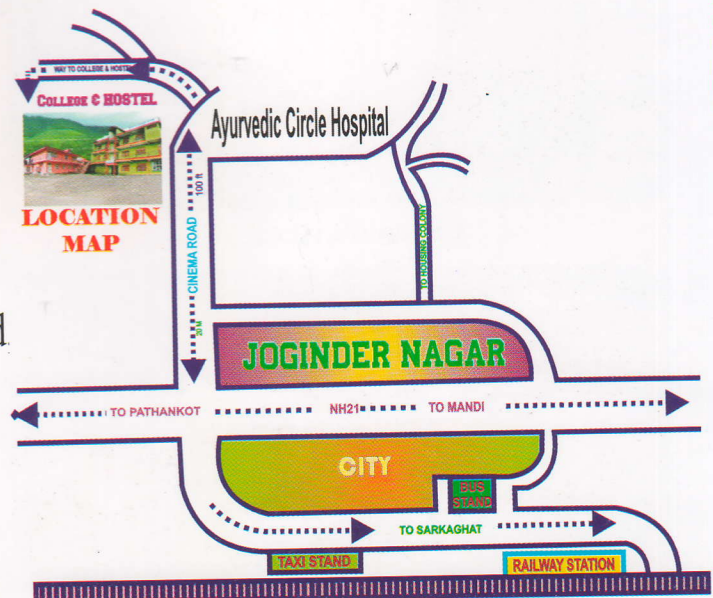 WAY TO COLLEGE & HOSTEL
COLLEGE & HOSTEL
LOCATION
MAP
Ayurvedic Circle Hospital
100 ft
CINEMA ROAD
20 M
TO HOUSING COLONY
d
JOGINDER NAGAR
TO PATHANKOT
NH21
TO MANDI
CITY
BUS
STAND
TO SARKAGHAT
TAXI STAND
RAILWAY STATION